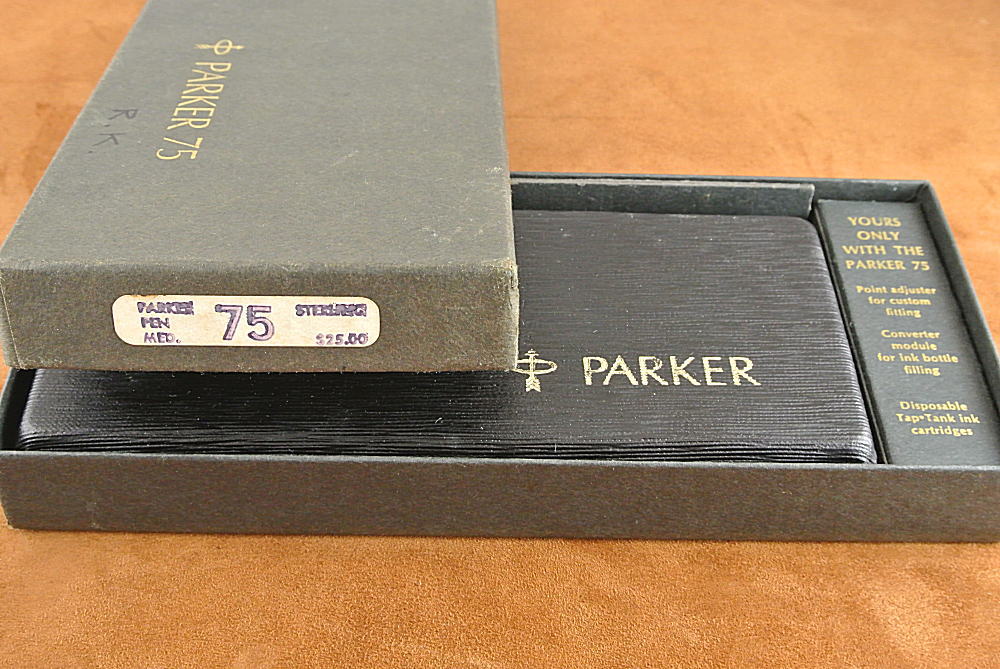 PARKER 75
R.K.
PARKER
PEN
MED.
75
STERLING
$25.00
PARKER
YOURS
ONLY
WITH THE
PARKER 75
Point adjuster
for custom
fitting
Converter
module
for ink bottle
filling
Disposable
Tap•Tank ink
cartridges